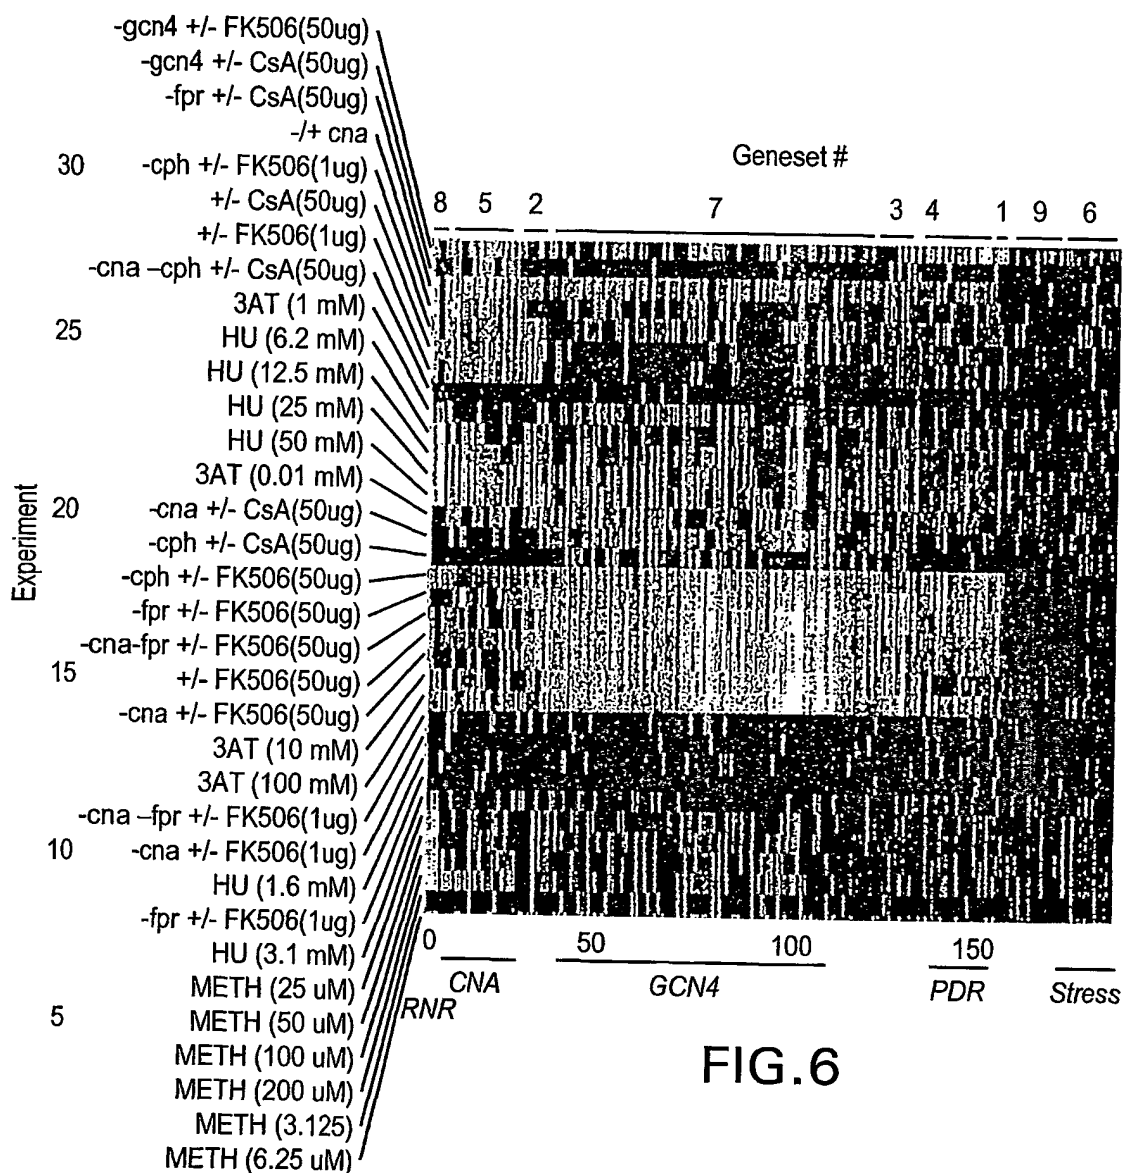 -gcn4 +/- FK506(50ug)
-gcn4 +/- CsA(50ug)
-fpr +/- CsA(50ug)
-/+ cna
30
-cph +/- FK506(1ug)
+/- CsA(50ug)
+/- FK506(1ug)
-cna –cph +/- CsA(50ug)
3AT (1 mM)
25
HU (6.2 mM)
HU (12.5 mM)
HU (25 mM)
HU (50 mM)
3AT (0.01 mM)
20
-cna +/- CsA(50ug)
-cph +/- CsA(50ug)
-cph +/- FK506(50ug)
-fpr +/- FK506(50ug)
-cna-fpr +/- FK506(50ug)
15
+/- FK506(50ug)
-cna +/- FK506(50ug)
3AT (10 mM)
3AT (100 mM)
-cna –fpr +/- FK506(1ug)
10
-cna +/- FK506(1ug)
HU (1.6 mM)
-fpr +/- FK506(1ug)
HU (3.1 mM)
METH (25 uM)
5
METH (50 uM)
METH (100 uM)
METH (200 uM)
METH (3.125)
METH (6.25 uM)
Experiment
Geneset #
8 5 2 7 3 4 1 9 6
0 50 100 150
RNR CNA GCN4 PDR Stress
FIG.6